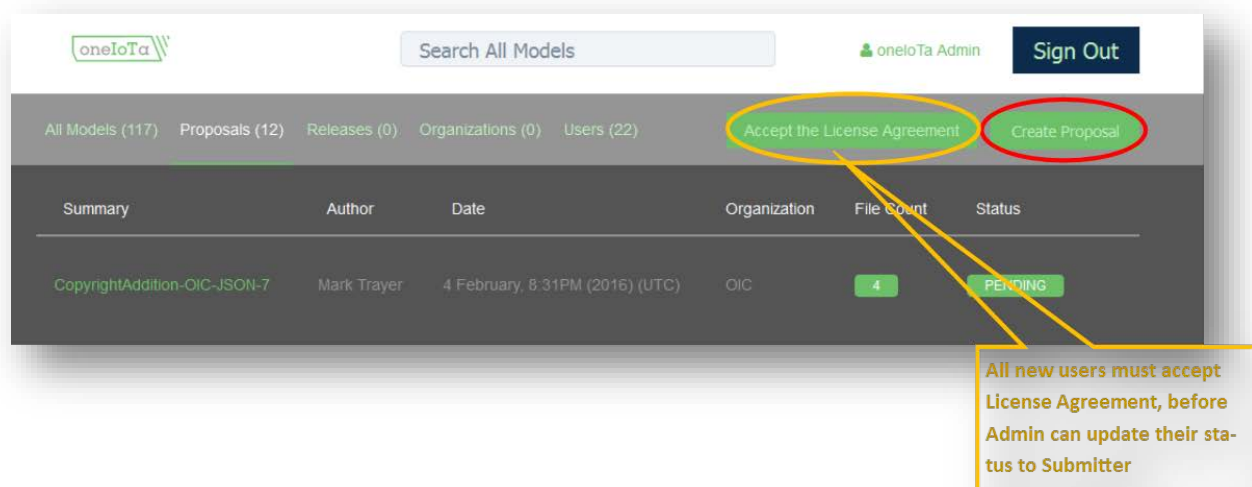 oneIoTa
Search All Models
oneIoTa Admin
Sign Out
All Models (117) Proposals (12) Releases (0) Organizations (0) Users (22)
Accept the License Agreement
Create Proposal
Summary Author Date Organization File Count Status
CopyrightAddition-OIC-JSON-7 Mark Trayer 4 February, 8:31PM (2016) (UTC) OIC 4 PENDING
All new users must accept
License Agreement, before
Admin can update their sta-
tus to Submitter